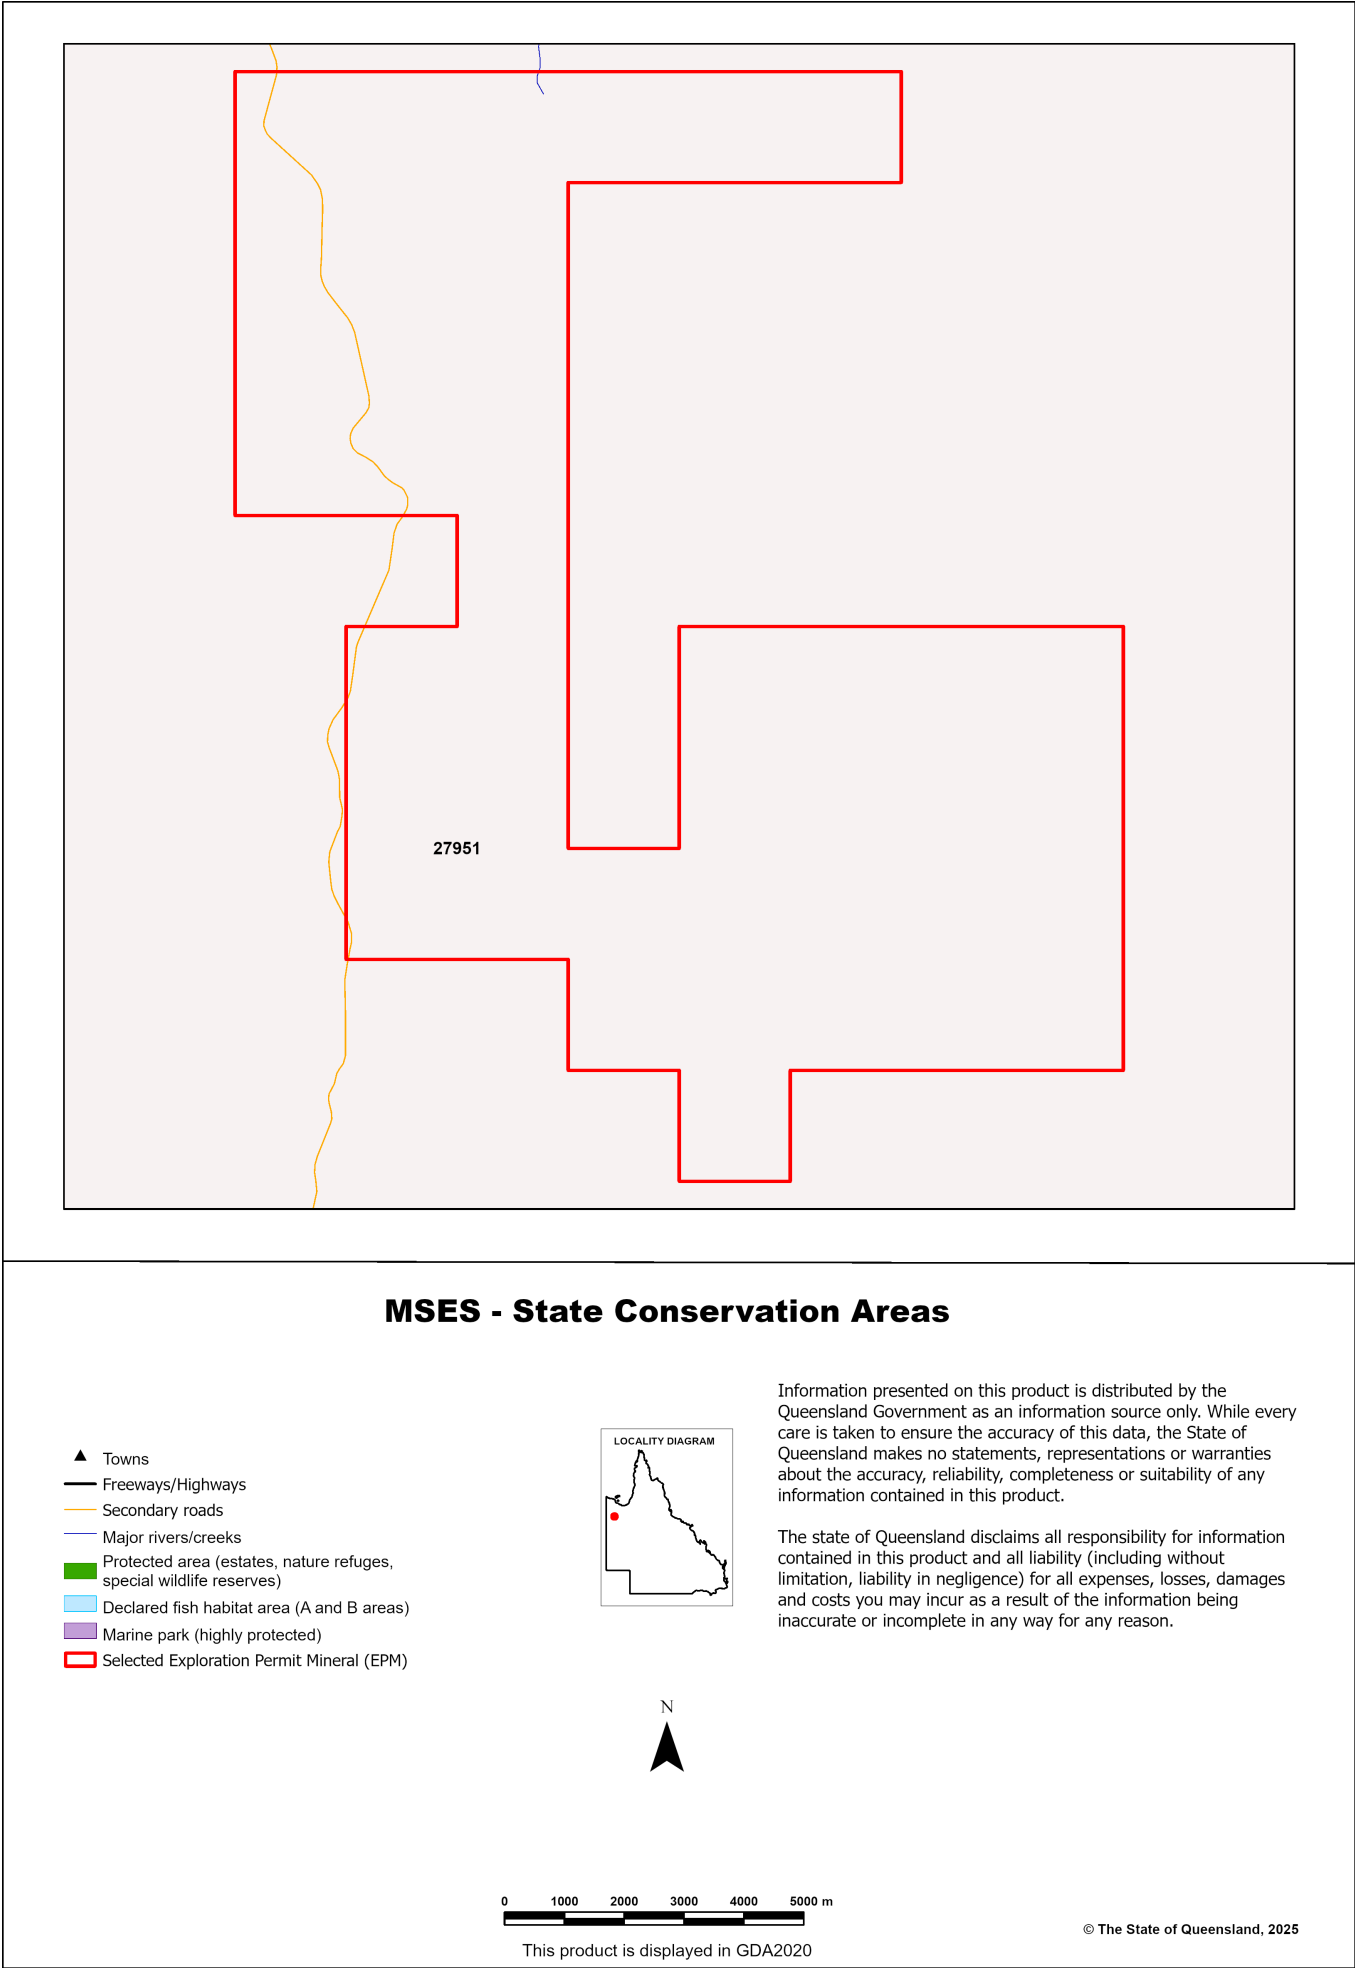 27951
MSES - State Conservation Areas
Towns
Freeways/Highways
Secondary roads
Major rivers/creeks
Protected area (estates, nature refuges,
special wildlife reserves)
Declared fish habitat area (A and B areas)
Marine park (highly protected)
Selected Exploration Permit Mineral (EPM)
LOCALITY DIAGRAM
Information presented on this product is distributed by the
Queensland Government as an information source only. While every
care is taken to ensure the accuracy of this data, the State of
Queensland makes no statements, representations or warranties
about the accuracy, reliability, completeness or suitability of any
information contained in this product.
The state of Queensland disclaims all responsibility for information
contained in this product and all liability (including without
limitation, liability in negligence) for all expenses, losses, damages
and costs you may incur as a result of the information being
inaccurate or incomplete in any way for any reason.
N
0 1000 2000 3000 4000 5000 m
This product is displayed in GDA2020
© The State of Queensland, 2025